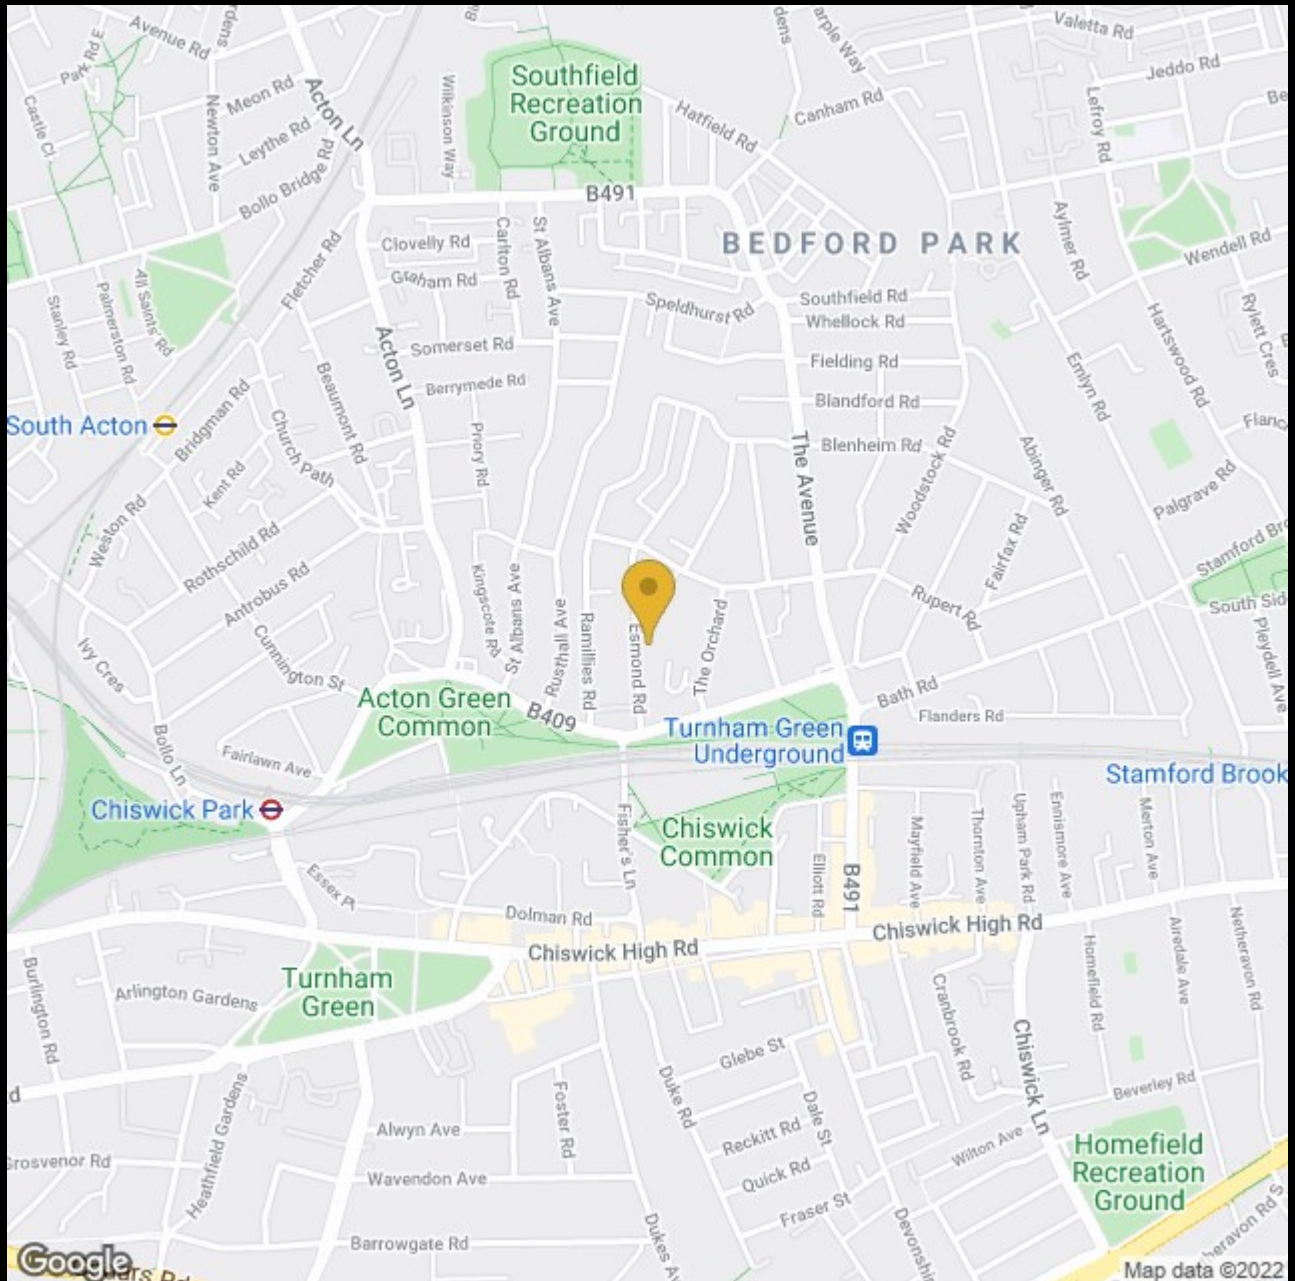 Avenue Rd
Park Rd E
Acton Ln
Meon Rd
Castle Cl
Newton Ave
Leythe Rd
Bollo Bridge Rd
Wilkinson Way
Southfield
Recreation
Ground
Hatfield Rd
Canham Rd
Valetta Rd
Jeddo Rd
Lefroy Rd
B491
BEDFORD PARK
Aylmer Rd
Wendell Rd
Clovelly Rd
Carlton Rd
St Albans Ave
Graham Rd
Fletcher Rd
All Saints' Rd
Palmerston Rd
Stanley Rd
Speldhurst Rd
Southfield Rd
Whellock Rd
Hartswood Rd
Rylett Cres
Somerset Rd
Acton Ln
Fielding Rd
Emlyn Rd
Berrymede Rd
Beaumont Rd
Blandford Rd
South Acton
Bridgman Rd
Church Path
Priory Rd
The Avenue
Blenheim Rd
Woodstock Rd
Abinger Rd
Kent Rd
Palgrave Rd
Weston Rd
Rothschild Rd
Fairfax Rd
Stamford Bro
Antrobus Rd
Kingscote Rd
St Albans Ave
Rusthall Ave
Ramillies Rd
Esmond Rd
The Orchard
Rupert Rd
South Sid
Pleydell Ave
Ivy Cres
Cunnington St
Acton Green
Common
B409
Bath Rd
Flanders Rd
Turnham Green
Underground
Bollo Ln
Fairlawn Ave
Stamford Brook
Chiswick Park
Fisher's Ln
Chiswick
Common
Elliott Rd
B491
Mayfield Ave
Thornton Ave
Upham Park Rd
Ennismore Ave
Merton Ave
Essex Pl
Dolman Rd
Chiswick High Rd
Chiswick High Rd
Homefield Rd
Airedale Ave
Netheravon Rd
Burlington Rd
Turnham
Green
Arlington Gardens
Cranbrook Rd
Glebe St
Chiswick Ln
Duke Rd
Dale St
Beverley Rd
Heathfield Gardens
Foster Rd
Alwyn Ave
Reckitt Rd
Wilton Ave
Homefield
Recreation
Ground
Grosvenor Rd
Wavendon Ave
Quick Rd
Fraser St
Barrowgate Rd
Google
Map data ©2022